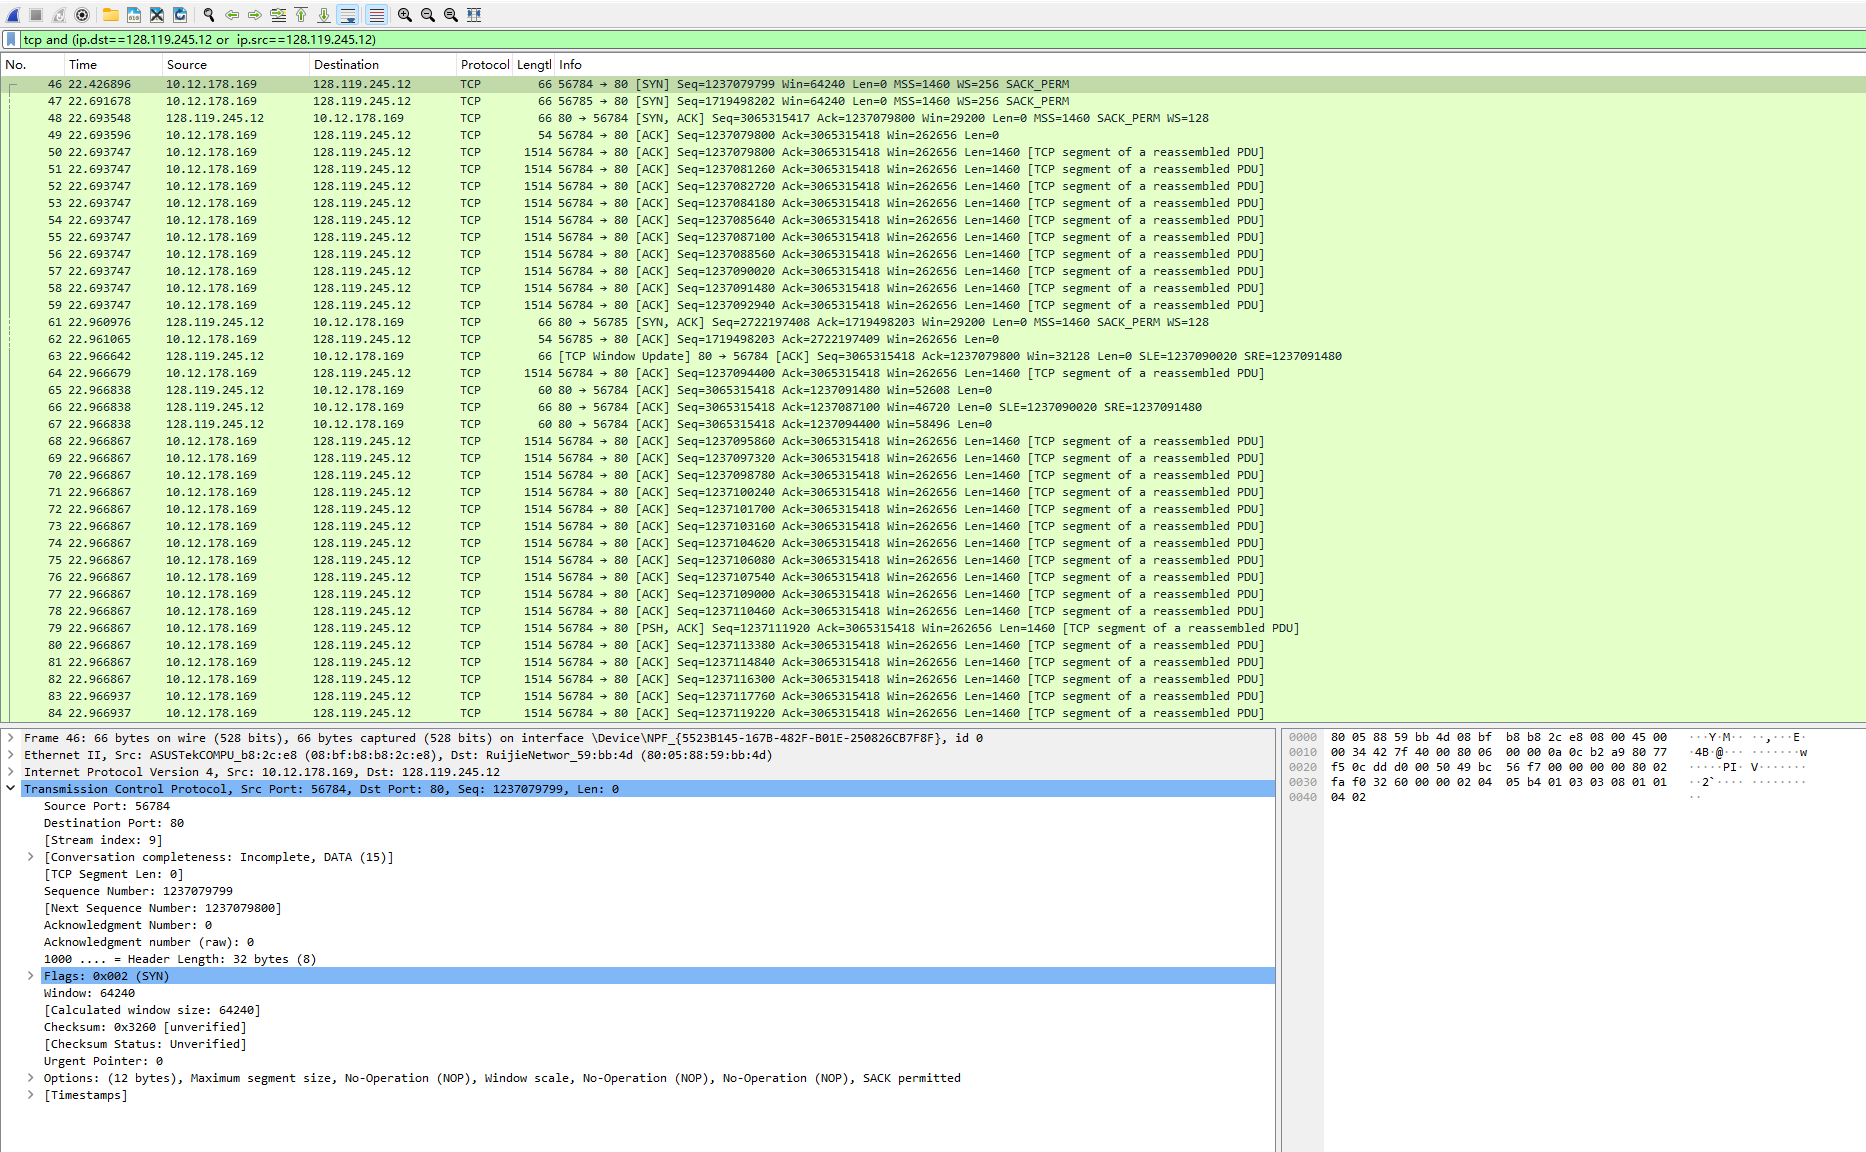 tcp and (ip.dst==128.119.245.12 or ip.src==128.119.245.12)
No. Time Source Destination Protocol Lengtl Info
46 22.426896 10.12.178.169 128.119.245.12 TCP 66 56784 → 80 [SYN] Seq=1237079799 Win=64240 Len=0 MSS=1460 WS=256 SACK_PERM
47 22.691678 10.12.178.169 128.119.245.12 TCP 66 56785 → 80 [SYN] Seq=1719498202 Win=64240 Len=0 MSS=1460 WS=256 SACK_PERM
48 22.693548 128.119.245.12 10.12.178.169 TCP 66 80 → 56784 [SYN, ACK] Seq=3065315417 Ack=1237079800 Win=29200 Len=0 MSS=1460 SACK_PERM WS=128
49 22.693596 10.12.178.169 128.119.245.12 TCP 54 56784 → 80 [ACK] Seq=1237079800 Ack=3065315418 Win=262656 Len=0
50 22.693747 10.12.178.169 128.119.245.12 TCP 1514 56784 → 80 [ACK] Seq=1237079800 Ack=3065315418 Win=262656 Len=1460 [TCP segment of a reassembled PDU]
51 22.693747 10.12.178.169 128.119.245.12 TCP 1514 56784 → 80 [ACK] Seq=1237081260 Ack=3065315418 Win=262656 Len=1460 [TCP segment of a reassembled PDU]
52 22.693747 10.12.178.169 128.119.245.12 TCP 1514 56784 → 80 [ACK] Seq=1237082720 Ack=3065315418 Win=262656 Len=1460 [TCP segment of a reassembled PDU]
53 22.693747 10.12.178.169 128.119.245.12 TCP 1514 56784 → 80 [ACK] Seq=1237084180 Ack=3065315418 Win=262656 Len=1460 [TCP segment of a reassembled PDU]
54 22.693747 10.12.178.169 128.119.245.12 TCP 1514 56784 → 80 [ACK] Seq=1237085640 Ack=3065315418 Win=262656 Len=1460 [TCP segment of a reassembled PDU]
55 22.693747 10.12.178.169 128.119.245.12 TCP 1514 56784 → 80 [ACK] Seq=1237087100 Ack=3065315418 Win=262656 Len=1460 [TCP segment of a reassembled PDU]
56 22.693747 10.12.178.169 128.119.245.12 TCP 1514 56784 → 80 [ACK] Seq=1237088560 Ack=3065315418 Win=262656 Len=1460 [TCP segment of a reassembled PDU]
57 22.693747 10.12.178.169 128.119.245.12 TCP 1514 56784 → 80 [ACK] Seq=1237090020 Ack=3065315418 Win=262656 Len=1460 [TCP segment of a reassembled PDU]
58 22.693747 10.12.178.169 128.119.245.12 TCP 1514 56784 → 80 [ACK] Seq=1237091480 Ack=3065315418 Win=262656 Len=1460 [TCP segment of a reassembled PDU]
59 22.693747 10.12.178.169 128.119.245.12 TCP 1514 56784 → 80 [ACK] Seq=1237092940 Ack=3065315418 Win=262656 Len=1460 [TCP segment of a reassembled PDU]
61 22.960976 128.119.245.12 10.12.178.169 TCP 66 80 → 56785 [SYN, ACK] Seq=2722197408 Ack=1719498203 Win=29200 Len=0 MSS=1460 SACK_PERM WS=128
62 22.961065 10.12.178.169 128.119.245.12 TCP 54 56785 → 80 [ACK] Seq=1719498203 Ack=2722197409 Win=262656 Len=0
63 22.966642 128.119.245.12 10.12.178.169 TCP 66 [TCP Window Update] 80 → 56784 [ACK] Seq=3065315418 Ack=1237079800 Win=32128 Len=0 SLE=1237090020 SRE=1237091480
64 22.966679 10.12.178.169 128.119.245.12 TCP 1514 56784 → 80 [ACK] Seq=1237094400 Ack=3065315418 Win=262656 Len=1460 [TCP segment of a reassembled PDU]
65 22.966838 128.119.245.12 10.12.178.169 TCP 60 80 → 56784 [ACK] Seq=3065315418 Ack=1237091480 Win=52608 Len=0
66 22.966838 128.119.245.12 10.12.178.169 TCP 66 80 → 56784 [ACK] Seq=3065315418 Ack=1237087100 Win=46720 Len=0 SLE=1237090020 SRE=1237091480
67 22.966838 128.119.245.12 10.12.178.169 TCP 60 80 → 56784 [ACK] Seq=3065315418 Ack=1237094400 Win=58496 Len=0
68 22.966867 10.12.178.169 128.119.245.12 TCP 1514 56784 → 80 [ACK] Seq=1237095860 Ack=3065315418 Win=262656 Len=1460 [TCP segment of a reassembled PDU]
69 22.966867 10.12.178.169 128.119.245.12 TCP 1514 56784 → 80 [ACK] Seq=1237097320 Ack=3065315418 Win=262656 Len=1460 [TCP segment of a reassembled PDU]
70 22.966867 10.12.178.169 128.119.245.12 TCP 1514 56784 → 80 [ACK] Seq=1237098780 Ack=3065315418 Win=262656 Len=1460 [TCP segment of a reassembled PDU]
71 22.966867 10.12.178.169 128.119.245.12 TCP 1514 56784 → 80 [ACK] Seq=1237100240 Ack=3065315418 Win=262656 Len=1460 [TCP segment of a reassembled PDU]
72 22.966867 10.12.178.169 128.119.245.12 TCP 1514 56784 → 80 [ACK] Seq=1237101700 Ack=3065315418 Win=262656 Len=1460 [TCP segment of a reassembled PDU]
73 22.966867 10.12.178.169 128.119.245.12 TCP 1514 56784 → 80 [ACK] Seq=1237103160 Ack=3065315418 Win=262656 Len=1460 [TCP segment of a reassembled PDU]
74 22.966867 10.12.178.169 128.119.245.12 TCP 1514 56784 → 80 [ACK] Seq=1237104620 Ack=3065315418 Win=262656 Len=1460 [TCP segment of a reassembled PDU]
75 22.966867 10.12.178.169 128.119.245.12 TCP 1514 56784 → 80 [ACK] Seq=1237106080 Ack=3065315418 Win=262656 Len=1460 [TCP segment of a reassembled PDU]
76 22.966867 10.12.178.169 128.119.245.12 TCP 1514 56784 → 80 [ACK] Seq=1237107540 Ack=3065315418 Win=262656 Len=1460 [TCP segment of a reassembled PDU]
77 22.966867 10.12.178.169 128.119.245.12 TCP 1514 56784 → 80 [ACK] Seq=1237109000 Ack=3065315418 Win=262656 Len=1460 [TCP segment of a reassembled PDU]
78 22.966867 10.12.178.169 128.119.245.12 TCP 1514 56784 → 80 [ACK] Seq=1237110460 Ack=3065315418 Win=262656 Len=1460 [TCP segment of a reassembled PDU]
79 22.966867 10.12.178.169 128.119.245.12 TCP 1514 56784 → 80 [PSH, ACK] Seq=1237111920 Ack=3065315418 Win=262656 Len=1460 [TCP segment of a reassembled PDU]
80 22.966867 10.12.178.169 128.119.245.12 TCP 1514 56784 → 80 [ACK] Seq=1237113380 Ack=3065315418 Win=262656 Len=1460 [TCP segment of a reassembled PDU]
81 22.966867 10.12.178.169 128.119.245.12 TCP 1514 56784 → 80 [ACK] Seq=1237114840 Ack=3065315418 Win=262656 Len=1460 [TCP segment of a reassembled PDU]
82 22.966867 10.12.178.169 128.119.245.12 TCP 1514 56784 → 80 [ACK] Seq=1237116300 Ack=3065315418 Win=262656 Len=1460 [TCP segment of a reassembled PDU]
83 22.966937 10.12.178.169 128.119.245.12 TCP 1514 56784 → 80 [ACK] Seq=1237117760 Ack=3065315418 Win=262656 Len=1460 [TCP segment of a reassembled PDU]
84 22.966937 10.12.178.169 128.119.245.12 TCP 1514 56784 → 80 [ACK] Seq=1237119220 Ack=3065315418 Win=262656 Len=1460 [TCP segment of a reassembled PDU]
Frame 46: 66 bytes on wire (528 bits), 66 bytes captured (528 bits) on interface \Device\NPF_{5523B145-167B-482F-B01E-250826CB7F8F}, id 0
Ethernet II, Src: ASUSTekCOMPU_b8:2c:e8 (08:bf:b8:b8:2c:e8), Dst: RuijieNetwor_59:bb:4d (80:05:88:59:bb:4d)
Internet Protocol Version 4, Src: 10.12.178.169, Dst: 128.119.245.12
Transmission Control Protocol, Src Port: 56784, Dst Port: 80, Seq: 1237079799, Len: 0
Source Port: 56784
Destination Port: 80
[Stream index: 9]
[Conversation completeness: Incomplete, DATA (15)]
[TCP Segment Len: 0]
Sequence Number: 1237079799
[Next Sequence Number: 1237079800]
Acknowledgment Number: 0
Acknowledgment number (raw): 0
1000 .... = Header Length: 32 bytes (8)
Flags: 0x002 (SYN)
Window: 64240
[Calculated window size: 64240]
Checksum: 0x3260 [unverified]
[Checksum Status: Unverified]
Urgent Pointer: 0
Options: (12 bytes), Maximum segment size, No-Operation (NOP), Window scale, No-Operation (NOP), No-Operation (NOP), SACK permitted
[Timestamps]
0000 80 05 88 59 bb 4d 08 bf b8 b8 2c e8 08 00 45 00 ···Y·M·· ··,···E·
0010 00 34 42 7f 40 00 80 06 00 00 0a 0c b2 a9 80 77 ·4B·@··· ·······w
0020 f5 0c dd d0 00 50 49 bc 56 f7 00 00 00 00 80 02 ·····PI· V·······
0030 fa f0 32 60 00 00 02 04 05 b4 01 03 03 08 01 01 ··2`···· ········
0040 04 02 ··